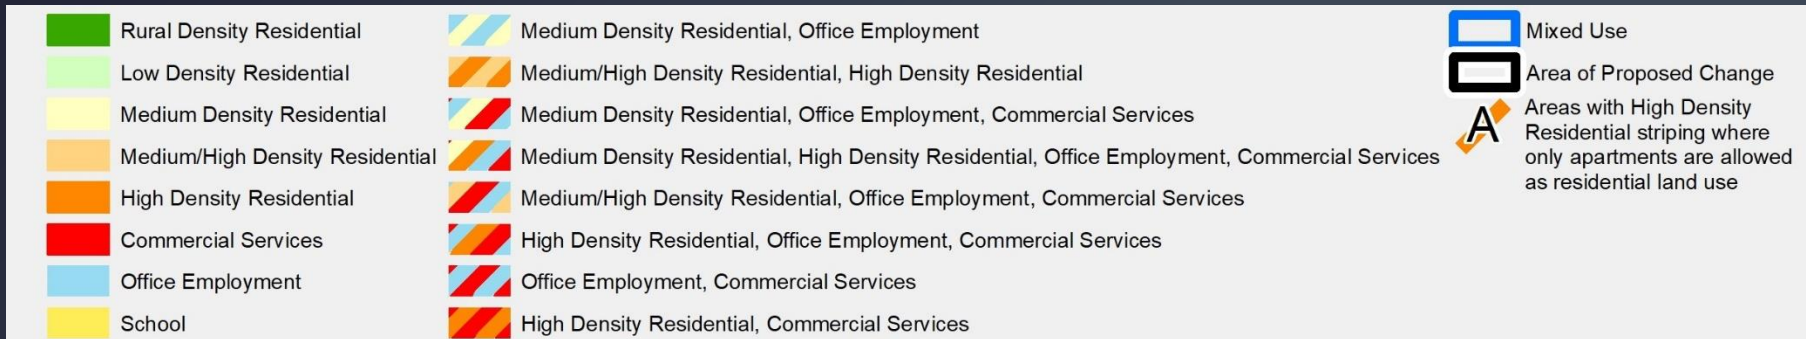 Rural Density Residential
Low Density Residential
Medium Density Residential
Medium/High Density Residential
High Density Residential
Commercial Services
Office Employment
School
Medium Density Residential, Office Employment
Medium/High Density Residential, High Density Residential
Medium Density Residential, Office Employment, Commercial Services
Medium Density Residential, High Density Residential, Office Employment, Commercial Services
Medium/High Density Residential, Office Employment, Commercial Services
High Density Residential, Office Employment, Commercial Services
Office Employment, Commercial Services
High Density Residential, Commercial Services
Mixed Use
Area of Proposed Change
A
Areas with High Density
Residential striping where
only apartments are allowed
as residential land use